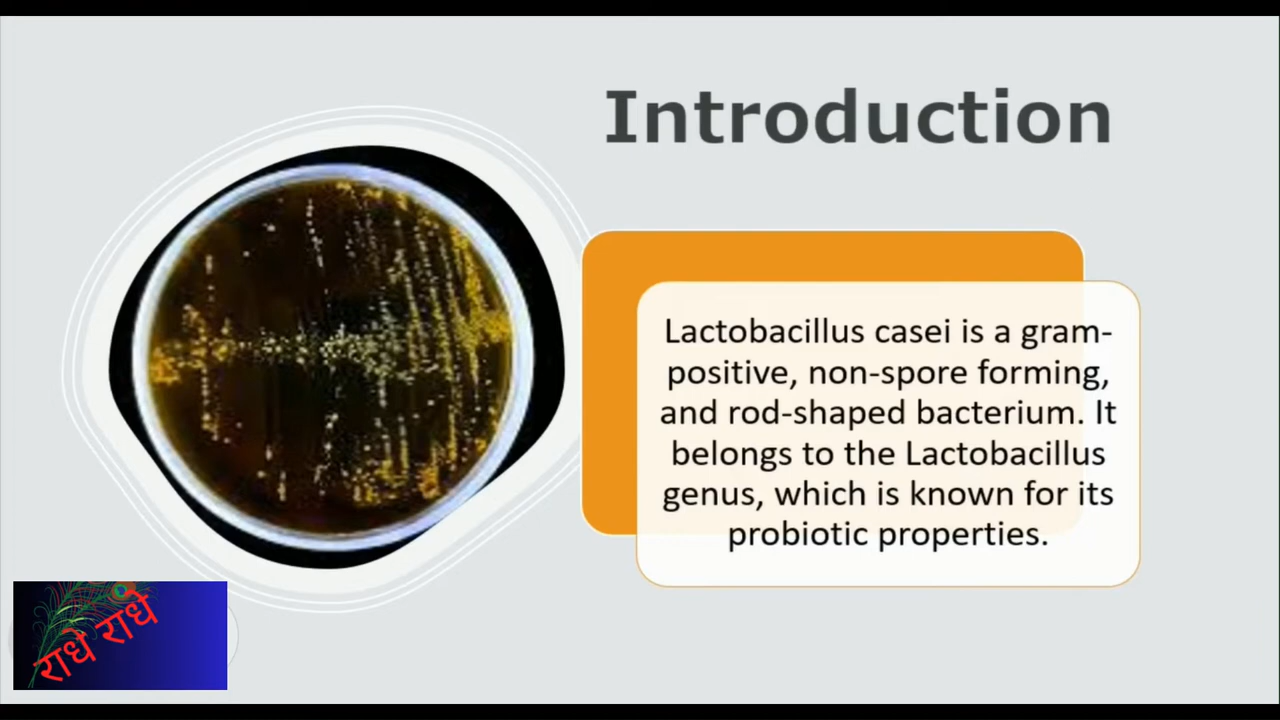 Introduction
Lactobacillus casei is a gram-
positive, non-spore forming,
and rod-shaped bacterium. It
belongs to the Lactobacillus
genus, which is known for its
probiotic properties.
राधे राधे